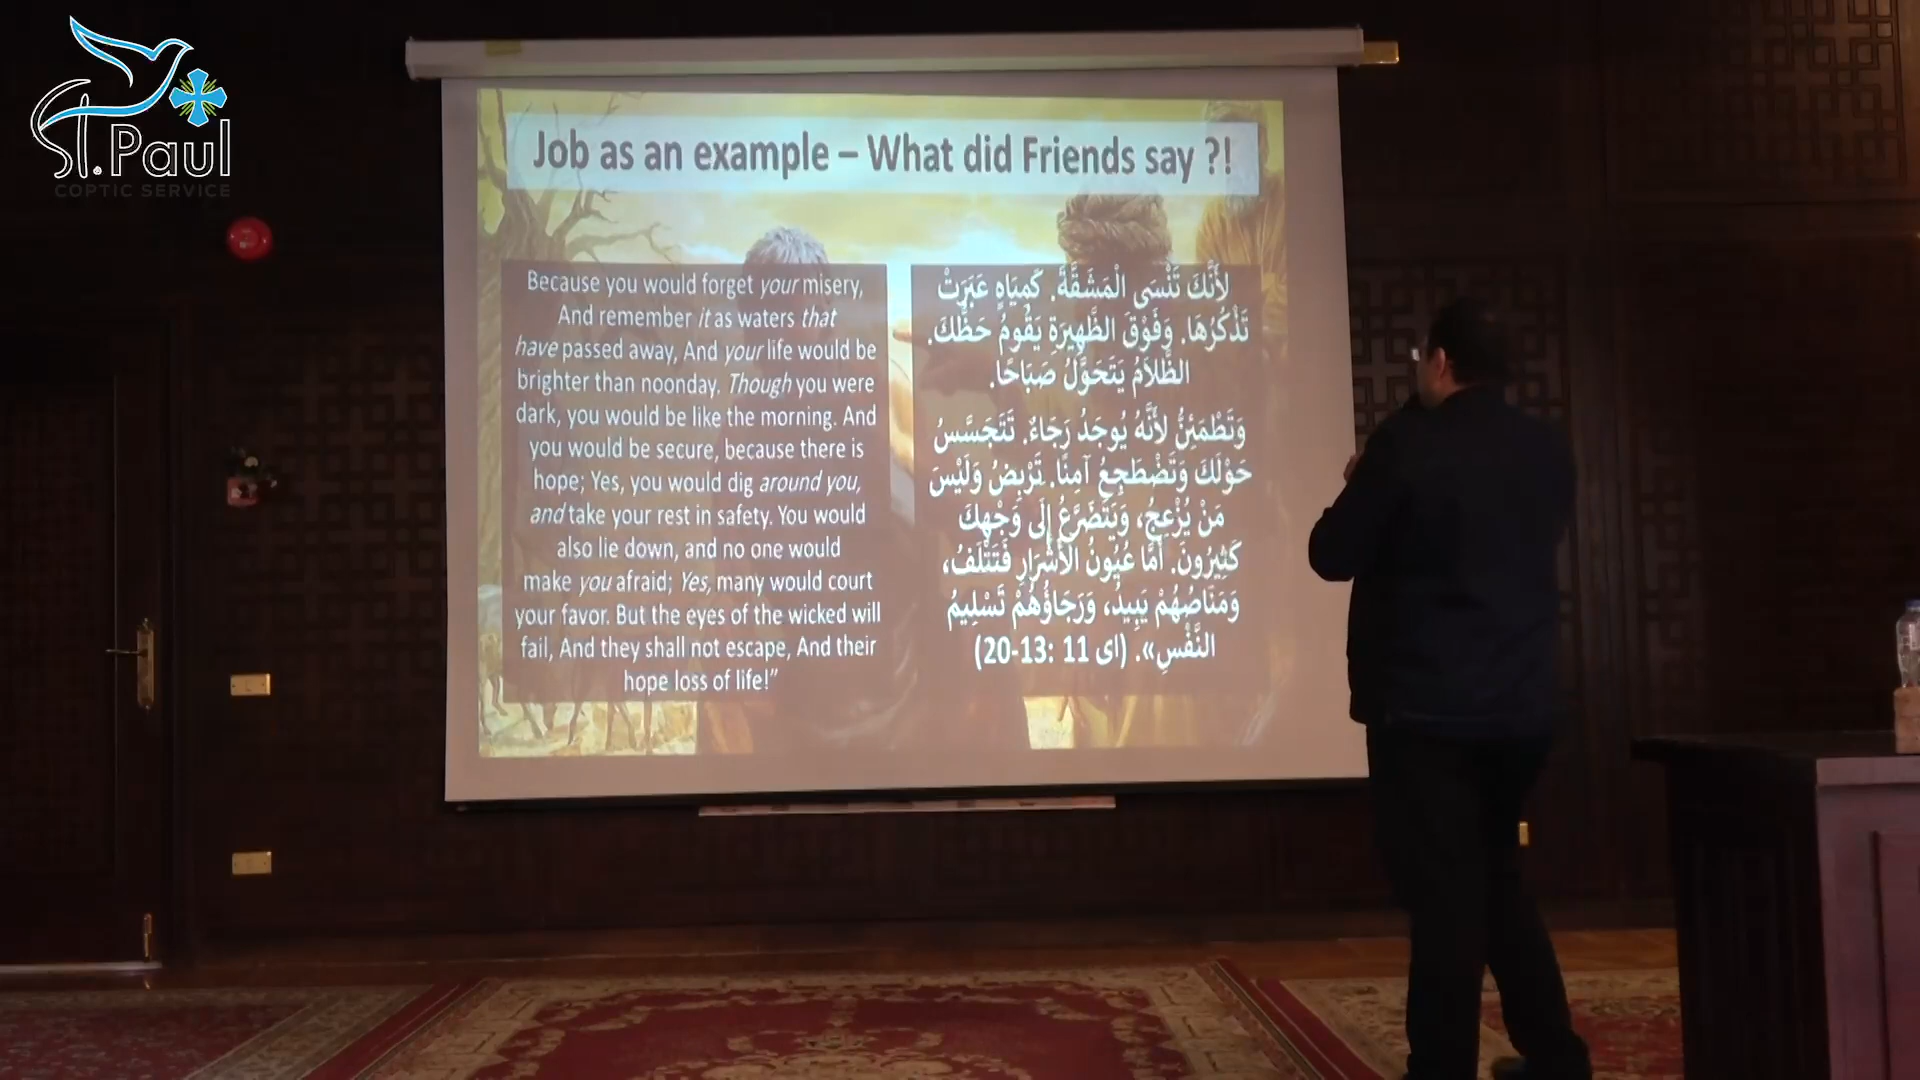 St. Paul
COPTIC SERVICE
Job as an example – What did Friends say ?!
Because you would forget your misery,
And remember it as waters that
have passed away, And your life would be
brighter than noonday. Though you were
dark, you would be like the morning. And
you would be secure, because there is
hope; Yes, you would dig around you,
and take your rest in safety. You would
also lie down, and no one would
make you afraid; Yes, many would court
your favor. But the eyes of the wicked will
fail, And they shall not escape, And their
hope loss of life!”
لأَنَّكَ تَنْسَى الْمَشَقَّةَ. كَمِيَاهٍ عَبَرَتْ
تَذْكُرُهَا. وَفَوْقَ الظَّهِيرَةِ يَقُومُ حَظُّكَ.
الظَّلاَمُ يَتَحَوَّلُ صَبَاحًا.
وَتَطْمَئِنُّ لأَنَّهُ يُوجَدُ رَجَاءٌ. تَتَجَسَّسُ
حَوْلَكَ وَتَضْطَجِعُ آمِنًا. تَرْبِضُ وَلَيْسَ
مَنْ يُزْعِجُ، وَيَتَضَرَّعُ إِلَى وَجْهِكَ
كَثِيرُونَ. أَمَّا عُيُونُ الأَشْرَارِ فَتَتْلَفُ،
وَمَنَاصُهُمْ يَبِيدُ، وَرَجَاؤُهُمْ تَسْلِيمُ
النَّفْسِ». (اى 11 :13-20)